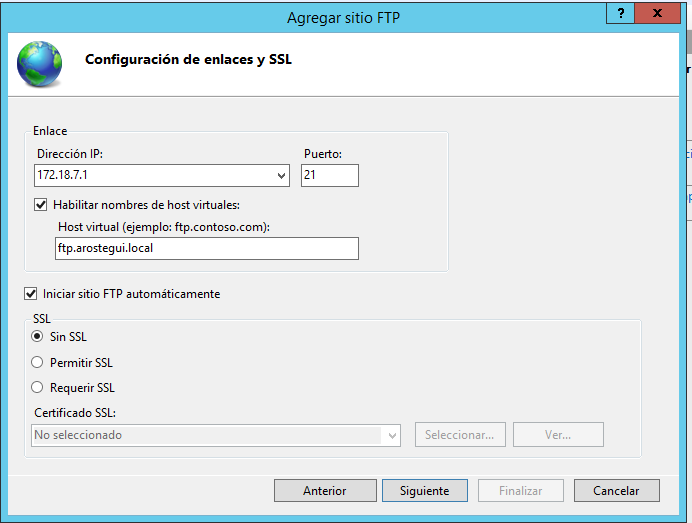 Agregar sitio FTP
?
x
Configuración de enlaces y SSL
Enlace
Dirección IP:
Puerto:
172.18.7.1
21
Habilitar nombres de host virtuales:
Host virtual (ejemplo: ftp.contoso.com):
ftp.arostegui.local
Iniciar sitio FTP automáticamente
SSL
Sin SSL
Permitir SSL
Requerir SSL
Certificado SSL:
No seleccionado
Seleccionar...
Ver...
Anterior
Siguiente
Finalizar
Cancelar